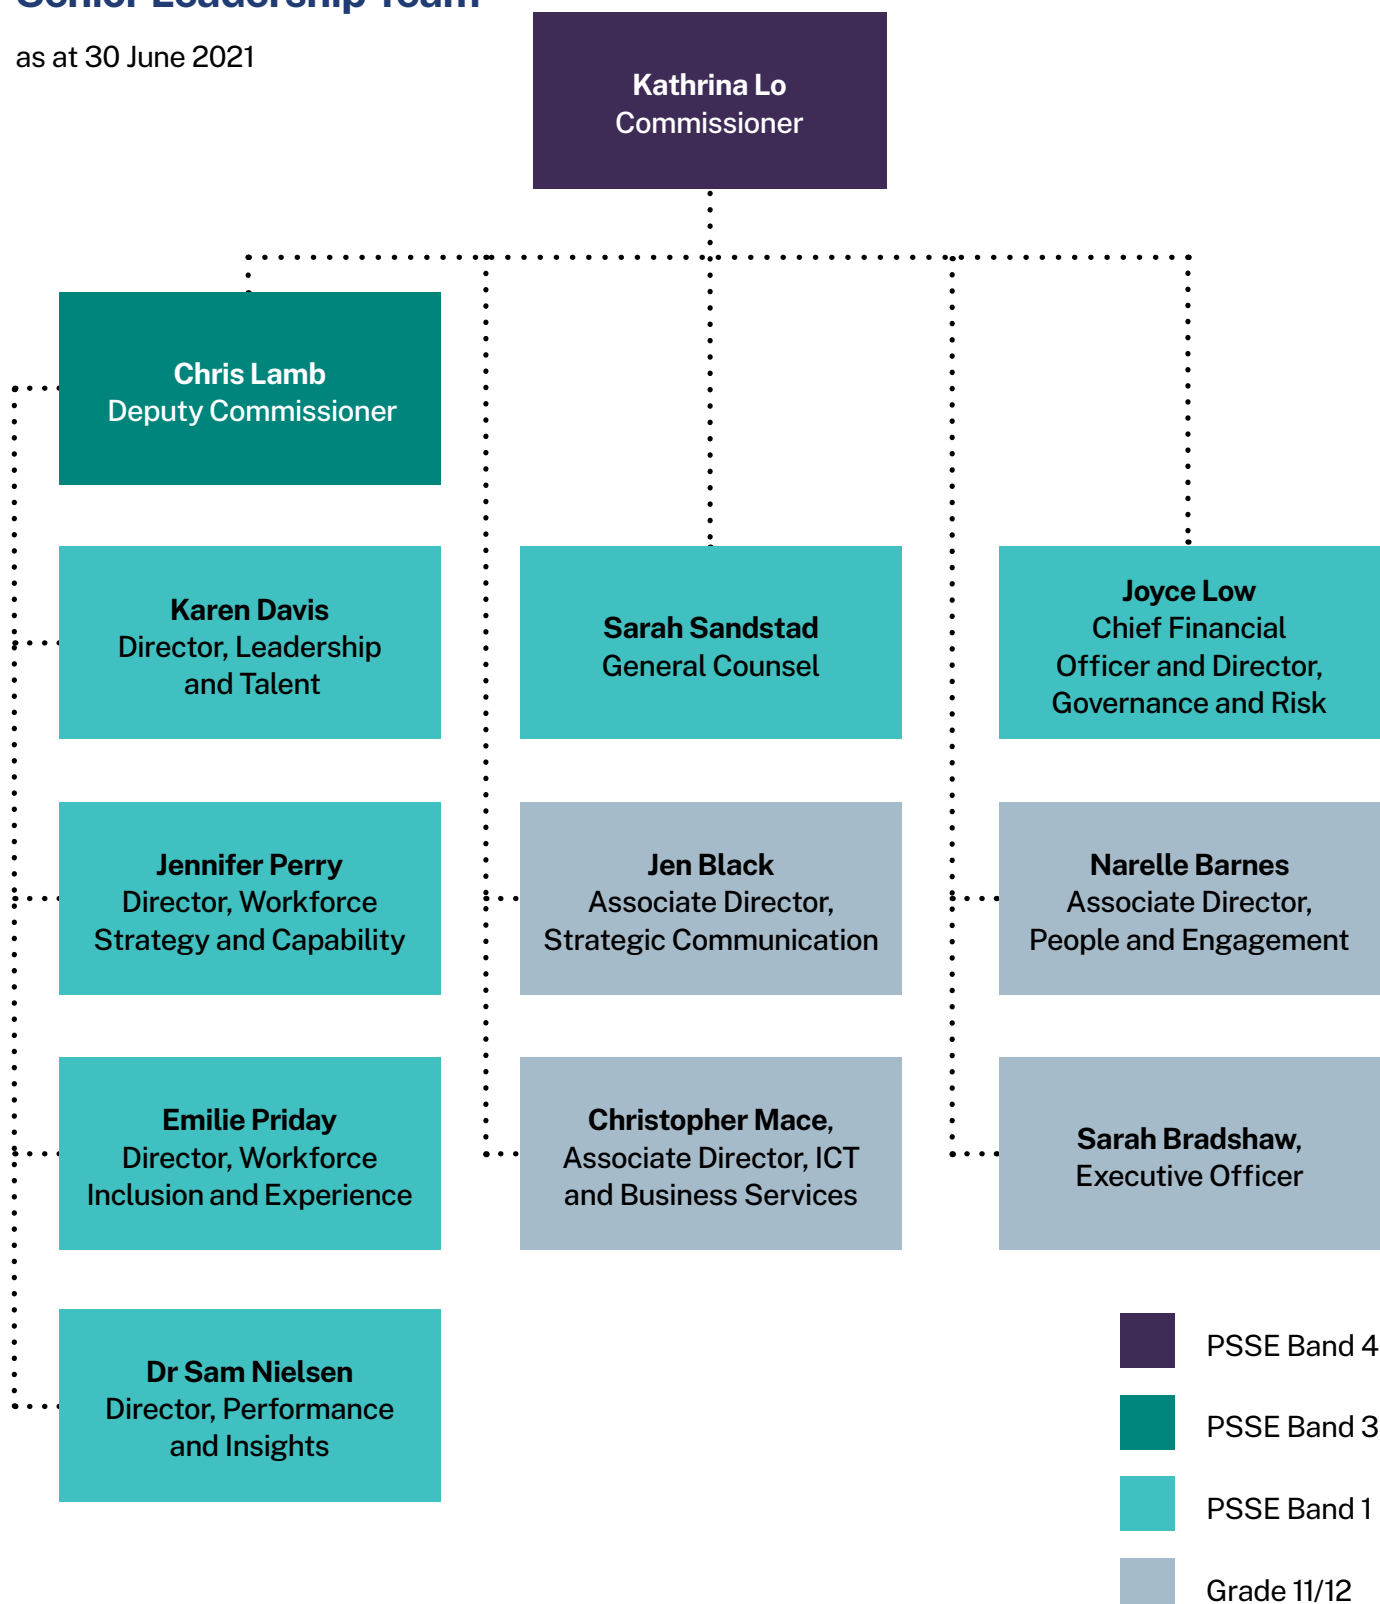 Senior Leadership Team
as at 30 June 2021
Kathrina Lo
Commissioner
Chris Lamb
Deputy Commissioner
Karen Davis
Director, Leadership
and Talent
Sarah Sandstad
General Counsel
Joyce Low
Chief Financial
Officer and Director,
Governance and Risk
Jennifer Perry
Director, Workforce
Strategy and Capability
Jen Black
Associate Director,
Strategic Communication
Narelle Barnes
Associate Director,
People and Engagement
Emilie Priday
Director, Workforce
Inclusion and Experience
Christopher Mace,
Associate Director, ICT
and Business Services
Sarah Bradshaw,
Executive Officer
Dr Sam Nielsen
Director, Performance
and Insights
PSSE Band 4
PSSE Band 3
PSSE Band 1
Grade 11/12